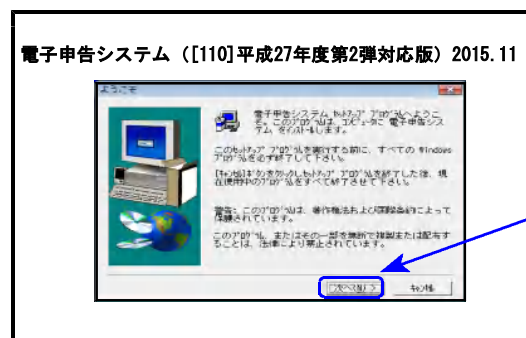 電子申告システム([110]平成27年度第2弾対応版)2015.11
ようこそ
電子申告システム セットアップ プログラムへようこ
そ。このプログラムは、コンピュータに 電子申告シス
テム をインストールします。
このセットアップ プログラムを実行する前に、すべての Windows
プログラムを必ず終了して下さい。
[キャンセル]ボタンをクリックしセットアップ プログラムを終了した後、現
在使用中のプログラムをすべて終了させて下さい。
警告: このプログラムは、著作権法および国際条約によって
保護されています。
このプログラム、またはその一部を無断で複製または配布す
ることは、法律により禁止されています。
次へ(N) >
キャンセル